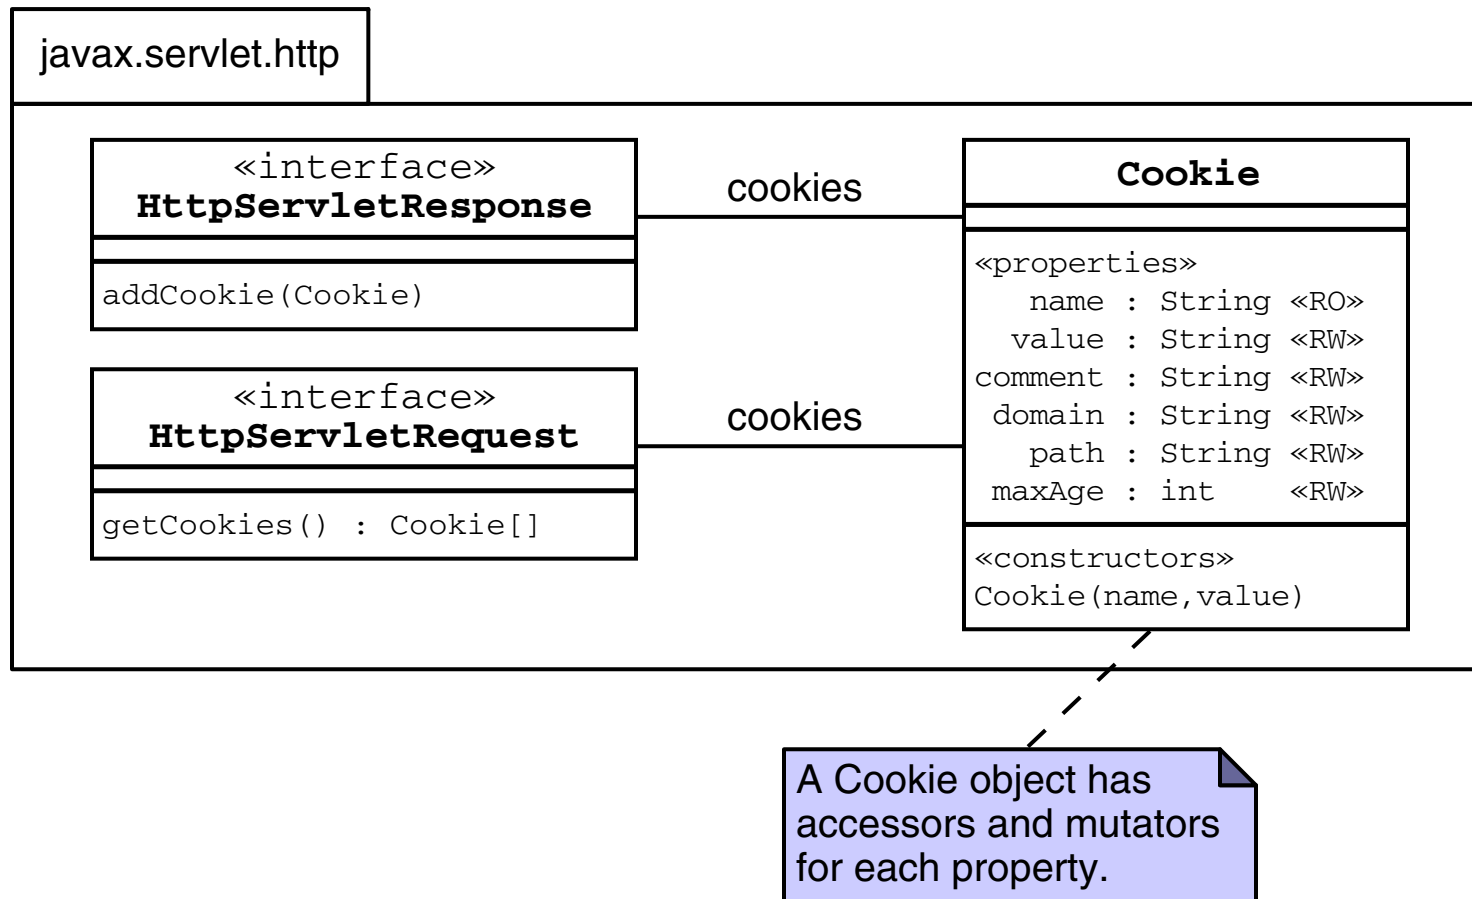 javax.servlet.http
«interface»
HttpServletResponse
addCookie(Cookie)
cookies
«interface»
HttpServletRequest
getCookies() : Cookie[]
cookies
Cookie
«properties»
name : String «RO»
value : String «RW»
comment : String «RW»
domain : String «RW»
path : String «RW»
maxAge : int «RW»
«constructors»
Cookie(name,value)
A Cookie object has
accessors and mutators
for each property.